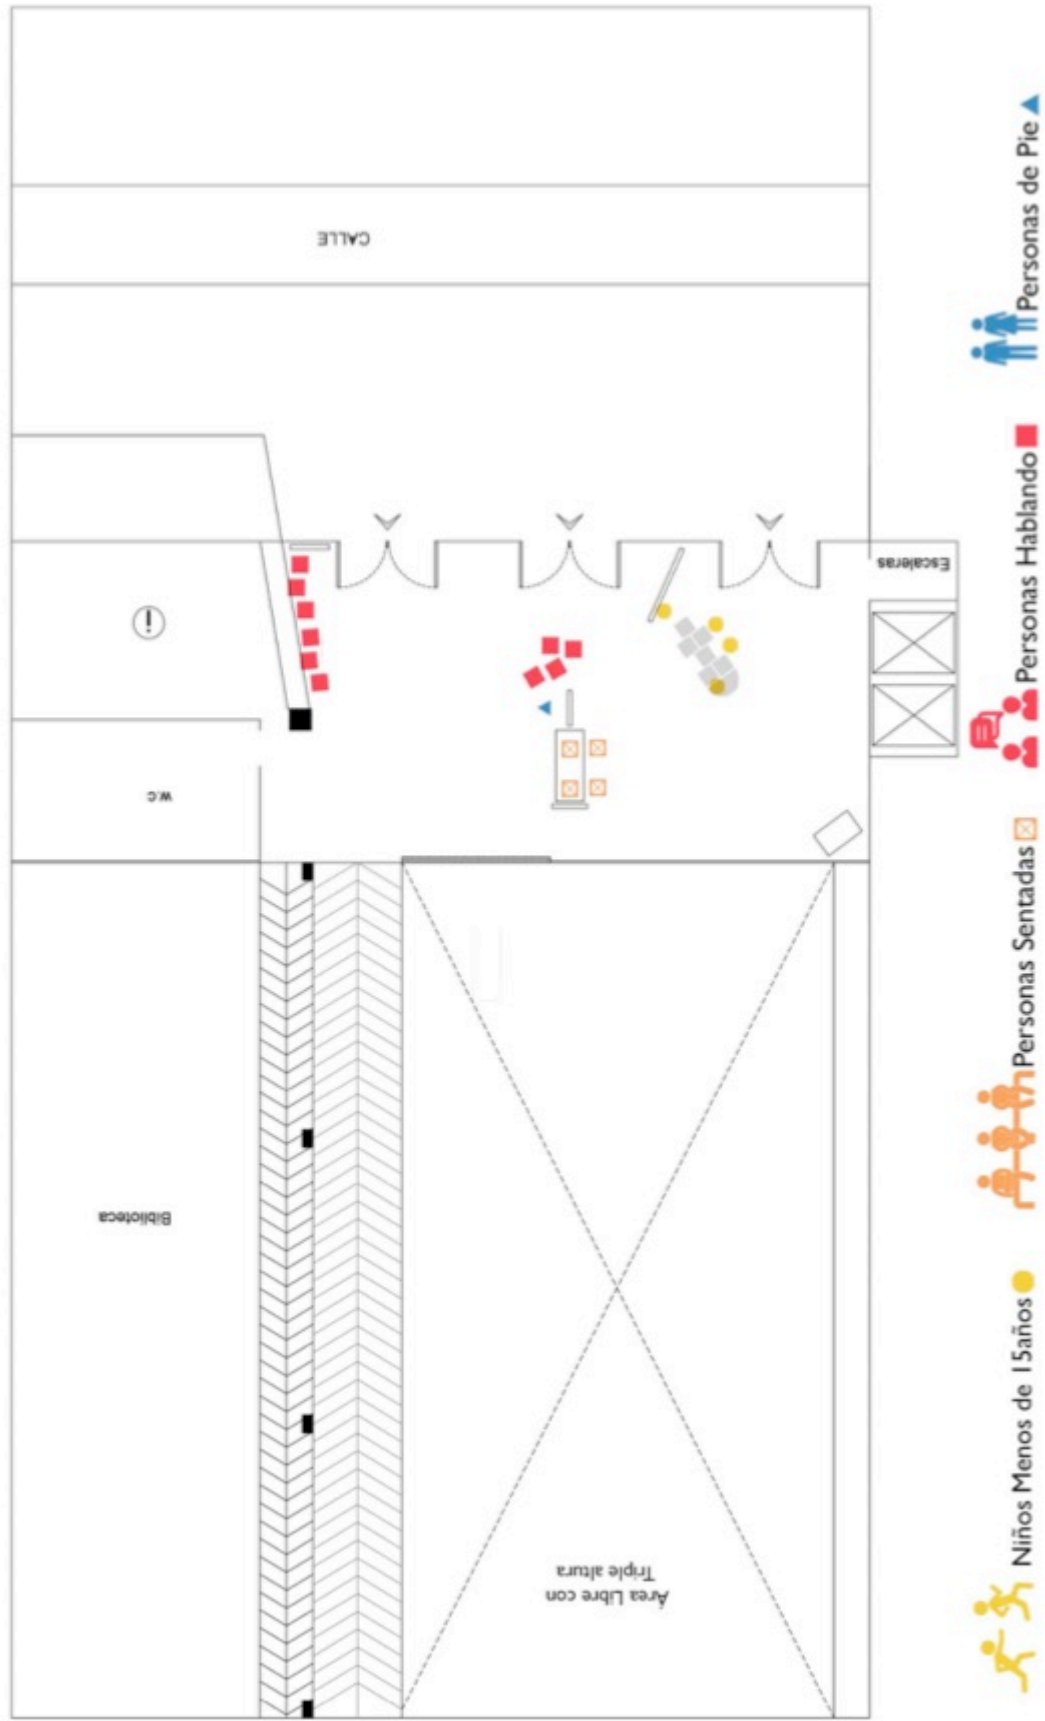 CALLE
Escaleras
W.C
Biblioteca
Área Libre con
Triple altura
Niños Menos de 15años
Personas Sentadas
Personas Hablando
Personas de Pie